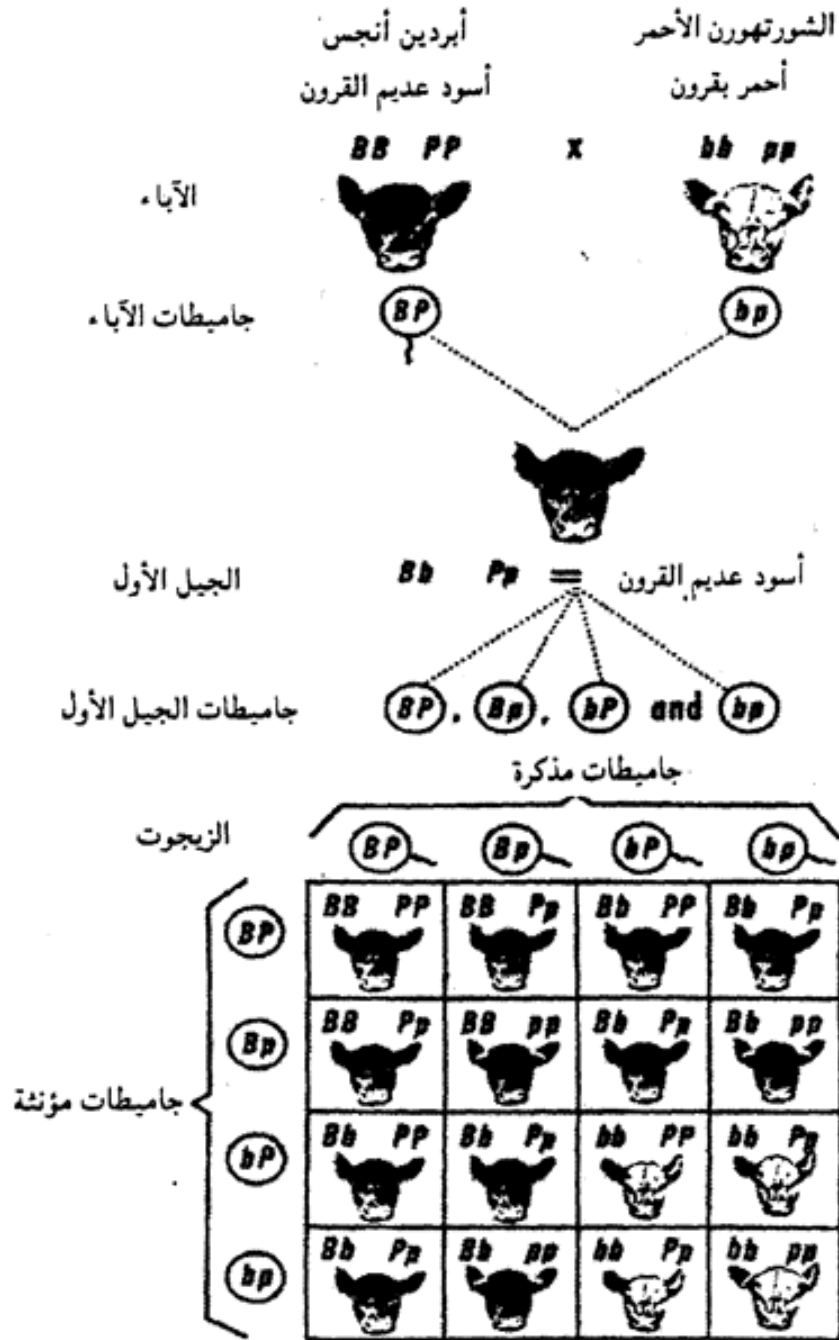 الشورتهورن الأحمر أبردين أنجس
أحمر بقرون أسود عديم القرون
BB PP x bb pp
الآباء
جاميطات الآباء BP bp
الجيل الأول Bb Pp = أسود عديم القرون
جاميطات الجيل الأول BP , Bp , bP and bp
جاميطات مذكرة
الزيجوت BP Bp bP bp
BP BB PP BB Pp Bb PP Bb Pp
Bp BB Pp BB pp Bb Pp Bb pp
جاميطات مؤنثة
bP Bb PP Bb Pp bb PP bb Pp
bp Bb Pp Bb pp bb Pp bb pp